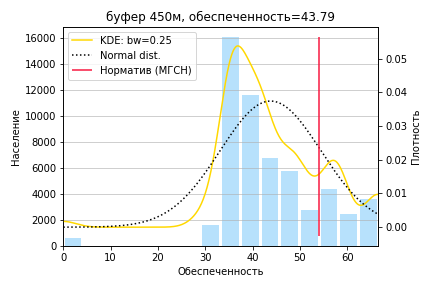 буфер 450м, обеспеченность=43.79
KDE: bw=0.25
Normal dist.
Норматив (МГСН)
Население
16000
14000
12000
10000
8000
6000
4000
2000
0
0.05
0.04
0.03
0.02
0.01
0.00
Плотность
0 10 20 30 40 50 60
Обеспеченность